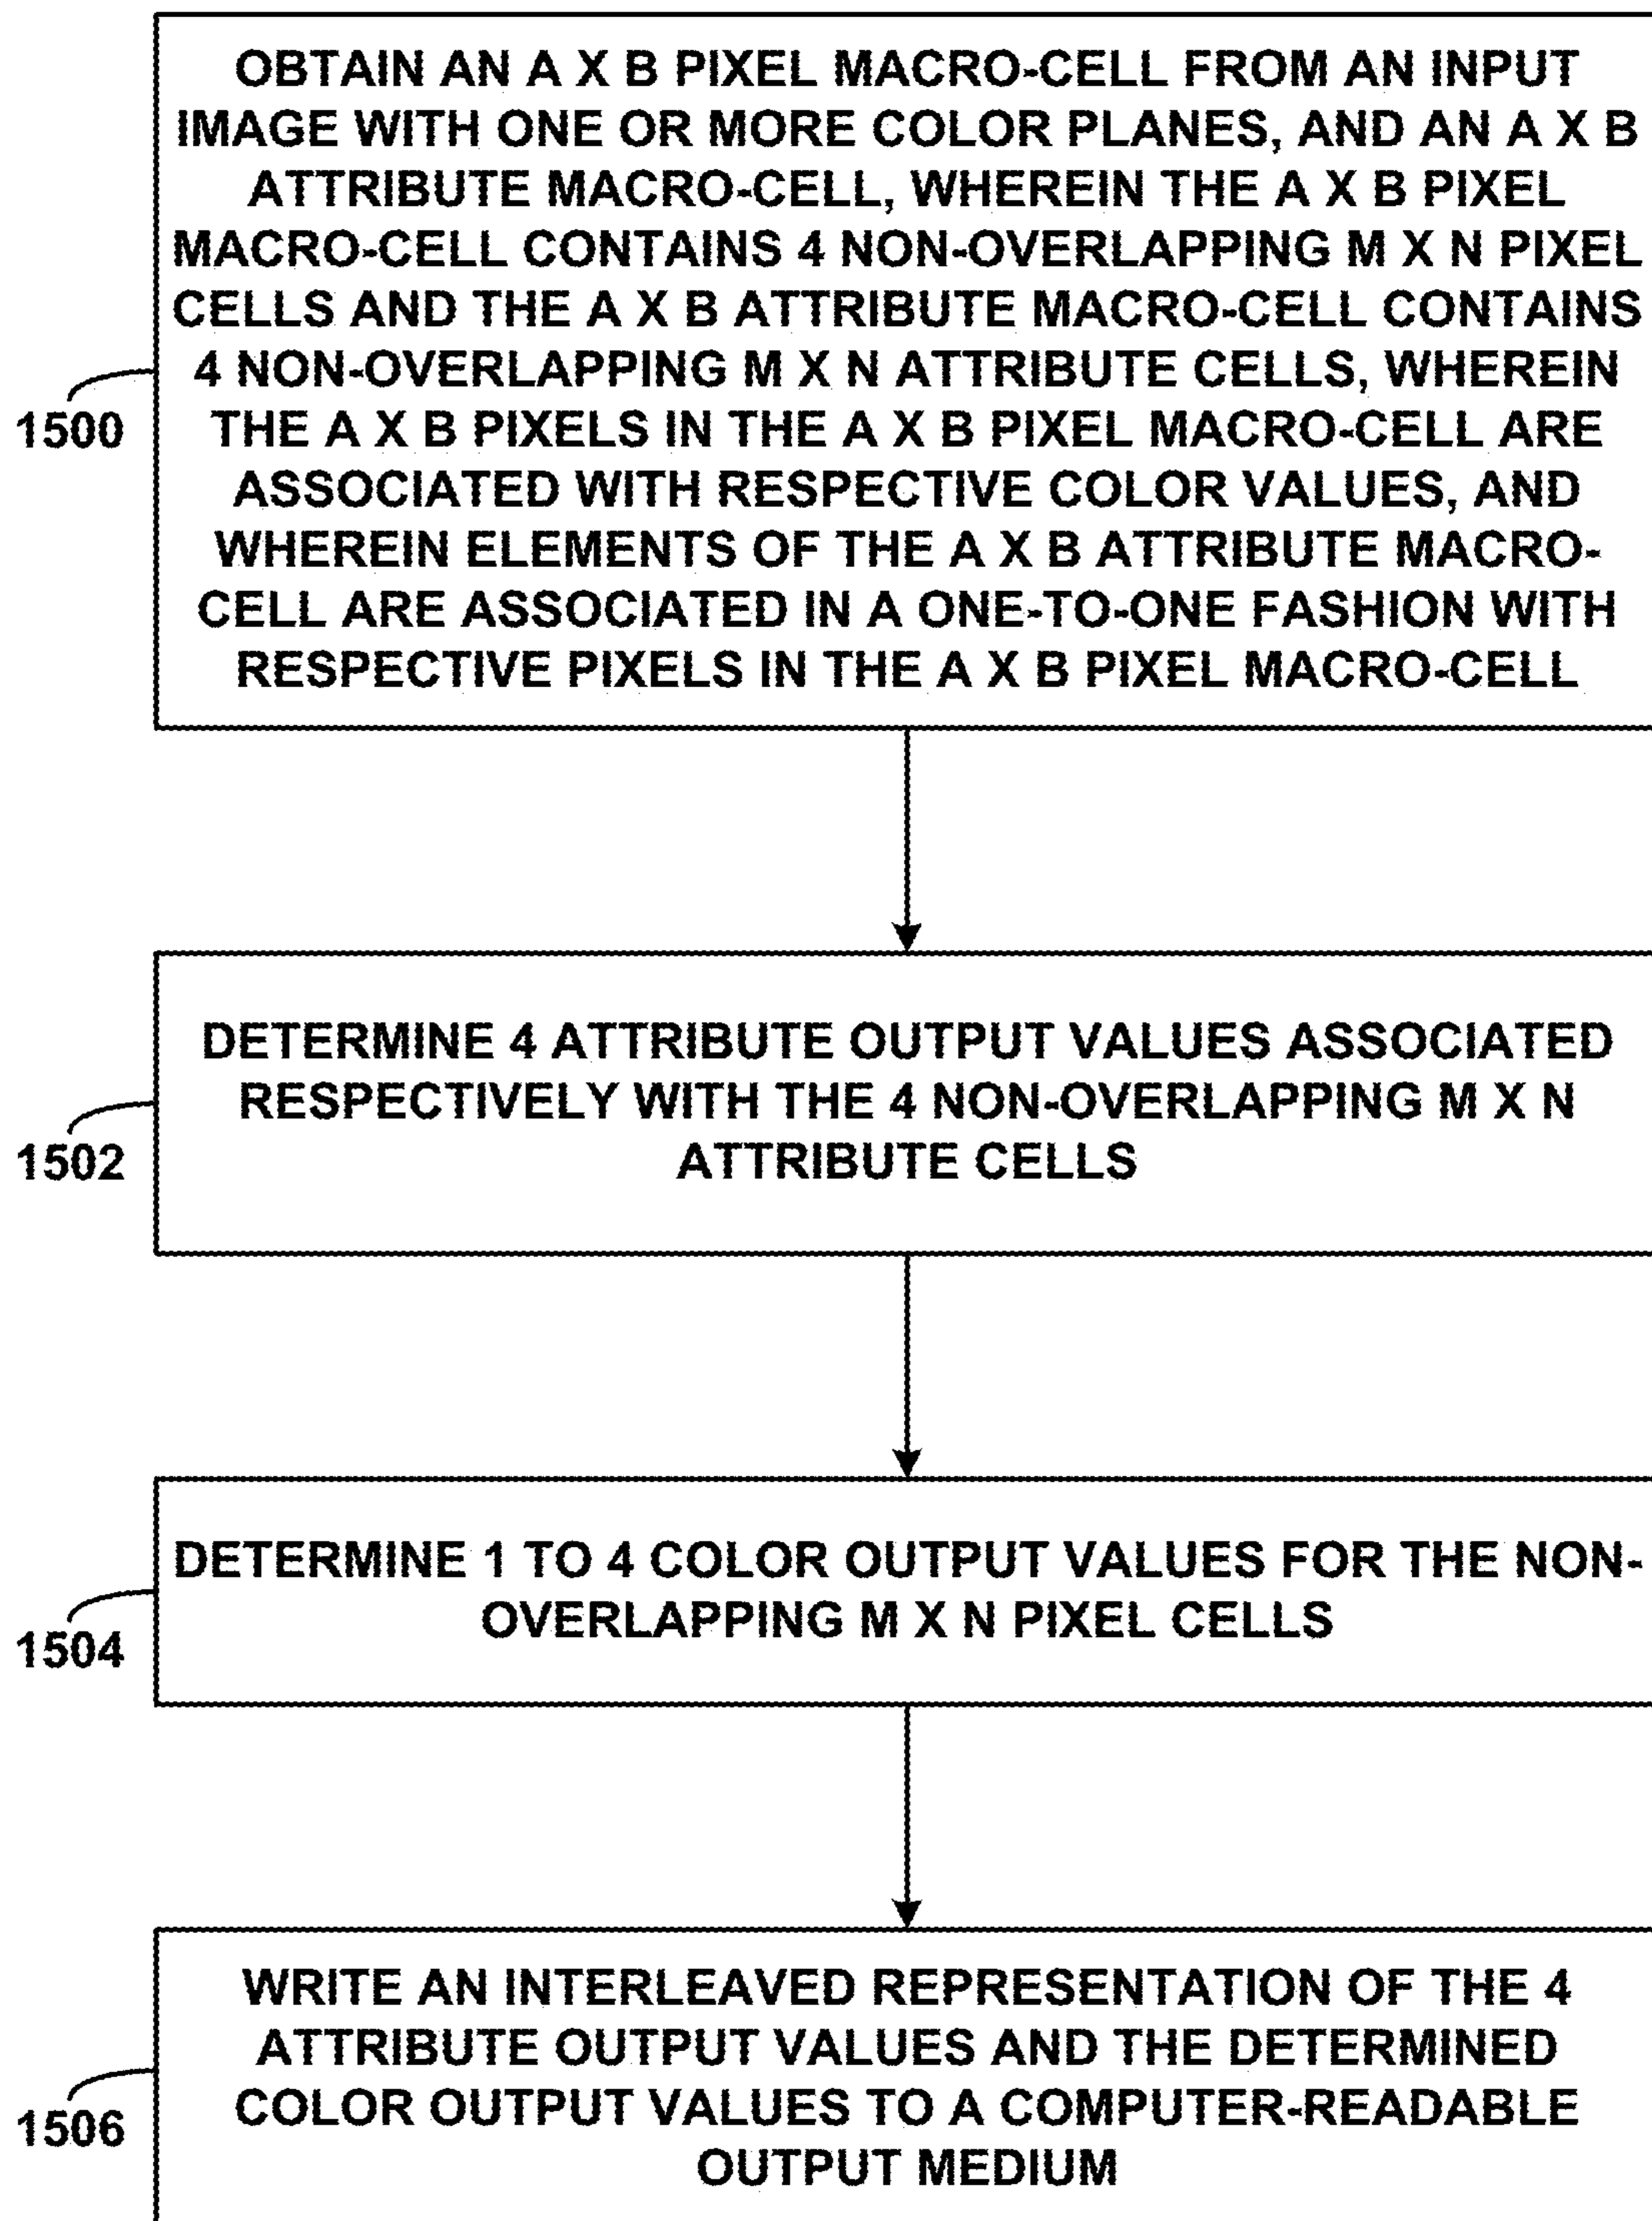 OBTAIN AN A X B PIXEL MACRO-CELL FROM AN INPUT
IMAGE WITH ONE OR MORE COLOR PLANES, AND AN A X B
ATTRIBUTE MACRO-CELL, WHEREIN THE A X B PIXEL
MACRO-CELL CONTAINS 4 NON-OVERLAPPING M X N PIXEL
CELLS AND THE A X B ATTRIBUTE MACRO-CELL CONTAINS
4 NON-OVERLAPPING M X N ATTRIBUTE CELLS, WHEREIN
THE A X B PIXELS IN THE A X B PIXEL MACRO-CELL ARE
ASSOCIATED WITH RESPECTIVE COLOR VALUES, AND
WHEREIN ELEMENTS OF THE A X B ATTRIBUTE MACRO-
CELL ARE ASSOCIATED IN A ONE-TO-ONE FASHION WITH
RESPECTIVE PIXELS IN THE A X B PIXEL MACRO-CELL
1500
DETERMINE 4 ATTRIBUTE OUTPUT VALUES ASSOCIATED
RESPECTIVELY WITH THE 4 NON-OVERLAPPING M X N
ATTRIBUTE CELLS
1502
DETERMINE 1 TO 4 COLOR OUTPUT VALUES FOR THE NON-
OVERLAPPING M X N PIXEL CELLS
1504
WRITE AN INTERLEAVED REPRESENTATION OF THE 4
ATTRIBUTE OUTPUT VALUES AND THE DETERMINED
COLOR OUTPUT VALUES TO A COMPUTER-READABLE
OUTPUT MEDIUM
1506